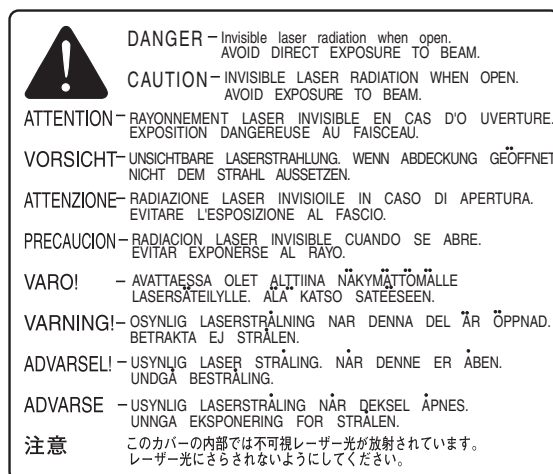 DANGER – Invisible laser radiation when open.
AVOID DIRECT EXPOSURE TO BEAM.
CAUTION – INVISIBLE LASER RADIATION WHEN OPEN.
AVOID EXPOSURE TO BEAM.
ATTENTION – RAYONNEMENT LASER INVISIBLE EN CAS D'O UVERTURE.
EXPOSITION DANGEREUSE AU FAISCEAU.
VORSICHT – UNSICHTBARE LASERSTRAHLUNG. WENN ABDECKUNG GEÖFFNET
NICHT DEM STRAHL AUSSETZEN.
ATTENZIONE – RADIAZIONE LASER INVISIOILE IN CASO DI APERTURA.
EVITARE L'ESPOSIZIONE AL FASCIO.
PRECAUCION – RADIACION LASER INVISIBLE CUANDO SE ABRE.
EVITAR EXPONERSE AL RAYO.
VARO! – AVATTAESSA OLET ALTTIINA NÄKYMÄTTÖMÄLLE
LASERSÄTEILYLLE. ÄLÄ KATSO SATEËSEEN.
VARNING! – OSYNLIG LASERSTRÅLNING NAR DENNA DEL ÄR ÖPPNAD.
BETRAKTA EJ STRÅLEN.
ADVARSEL! – USYNLIG LASER STRÅLING. NÅR DENNE ER ÅBEN.
UNDGÅ BESTRÅLING.
ADVARSE – USYNLIG LASERSTRÅLING NÅR DEKSEL ÅPNES.
UNNGA EKSPONERING FOR STRÅLEN.
注意 このカバーの内部では不可視レーザー光が放射されています。
レーザー光にさらされないようにしてください。